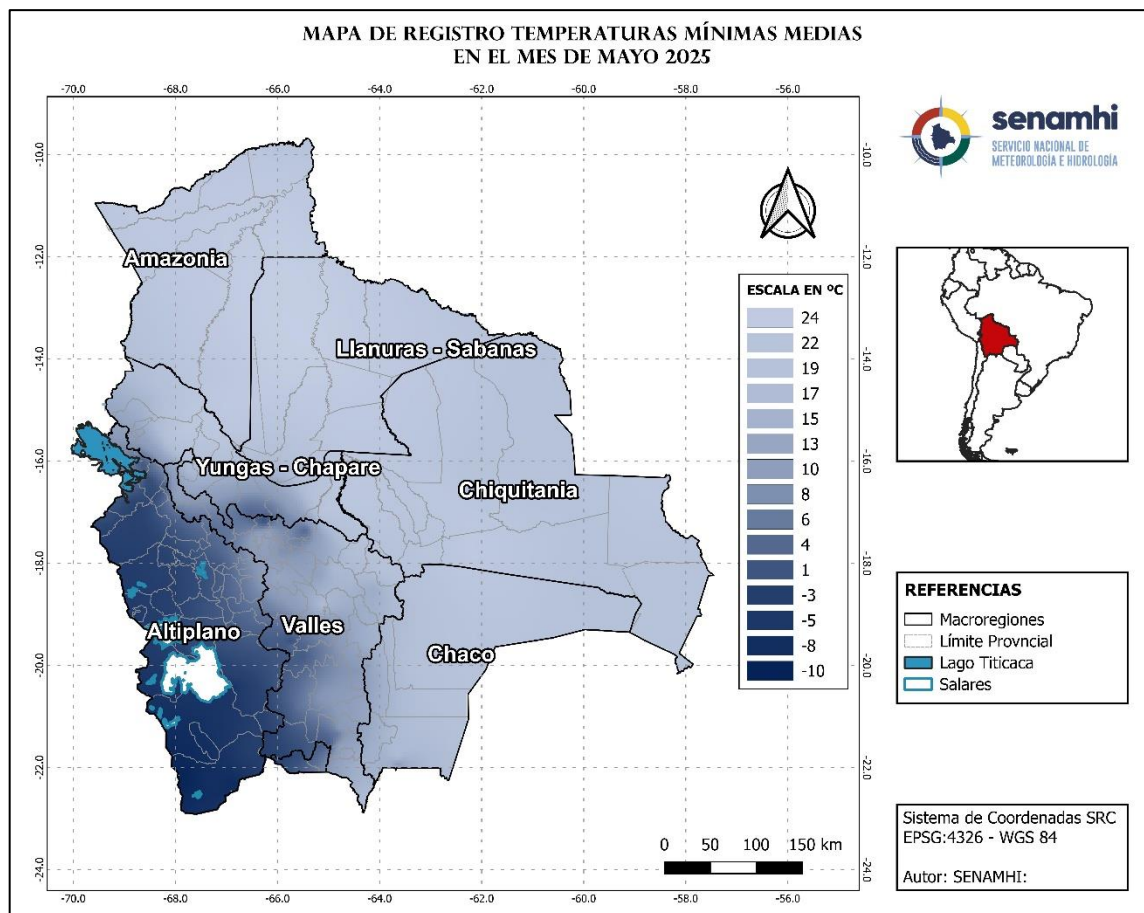 MAPA DE REGISTRO TEMPERATURAS MÍNIMAS MEDIAS
EN EL MES DE MAYO 2025
-70.0
-68.0
-66.0
-64.0
-62.0
-60.0
-58.0
-56.0
-10.0
-12.0
-14.0
-16.0
-18.0
-20.0
-22.0
-24.0
Amazonia
Llanuras - Sabanas
Yungas - Chapare
Chiquitania
Altiplano
Valles
Chaco
ESCALA EN ºC
24
22
19
17
15
13
10
8
6
4
1
-3
-5
-8
-10
0 50 100 150 km
-70.0
-68.0
-66.0
-64.0
-62.0
-60.0
-58.0
-56.0
-10.0
-12.0
-14.0
-16.0
-18.0
-20.0
-22.0
-24.0
senamhi
SERVICIO NACIONAL DE
METEOROLOGÍA E HIDROLOGÍA
REFERENCIAS
Macroregiones
Límite Provncial
Lago Titicaca
Salares
Sistema de Coordenadas SRC
EPSG:4326 - WGS 84
Autor: SENAMHI: